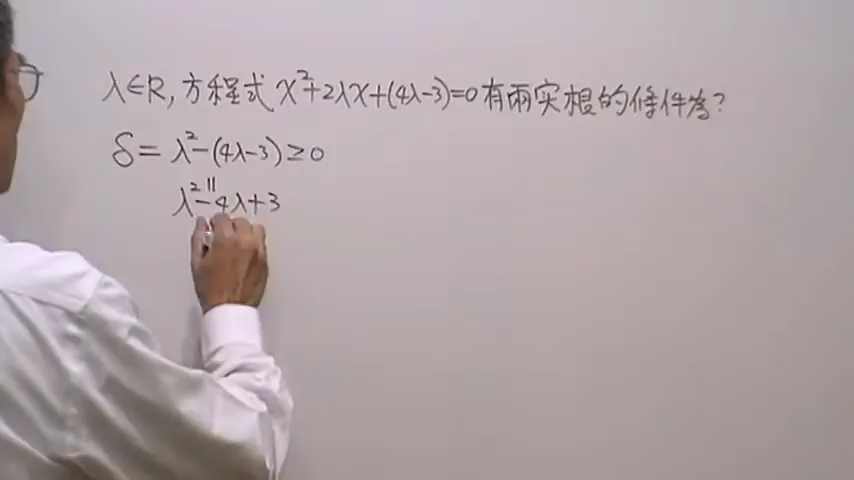 λ∈R, 方程式 x²+2λx+(4λ-3)=0有兩实根的條件為?
δ= λ²-(4λ-3)≥0
||
λ²-4λ+3